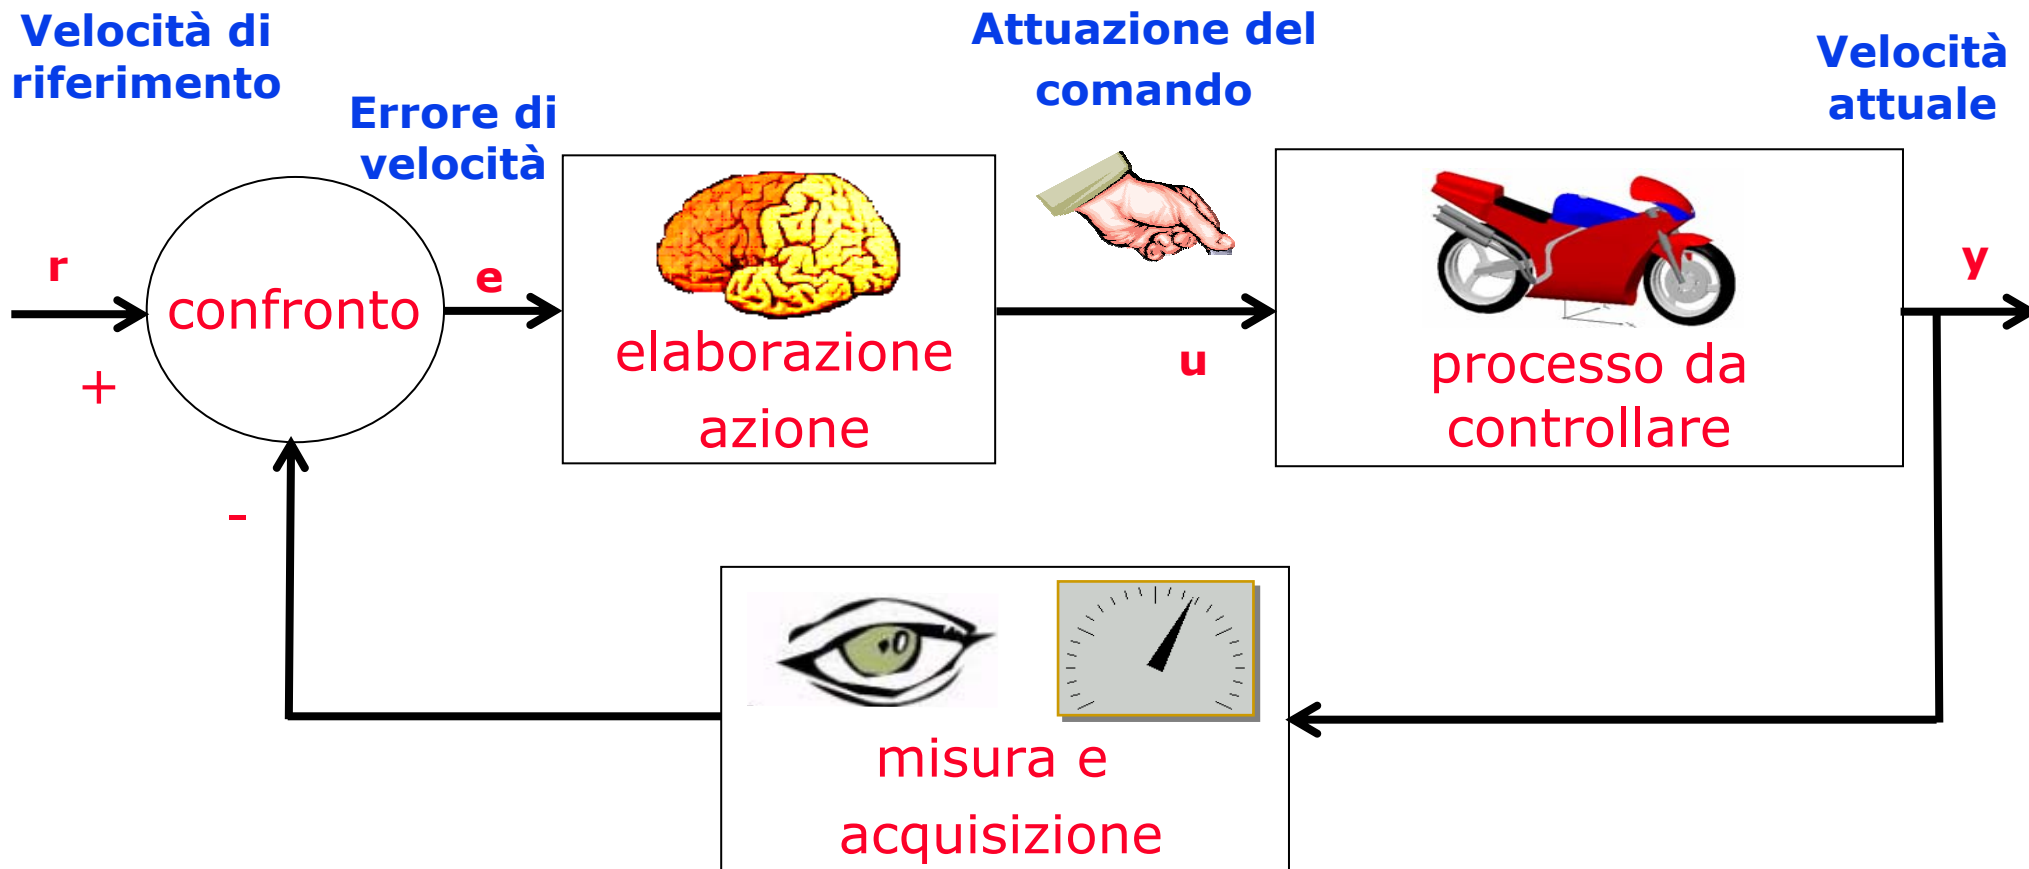 Velocità di
riferimento
Errore di
velocità
Attuazione del
comando
Velocità
attuale
r
+
confronto
-
e
elaborazione
azione
u
processo da
controllare
y
misura e
acquisizione